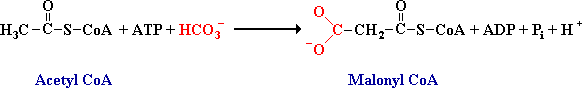 O O
H₃C—C—S—CoA + ATP + HCO₃⁻ → C—CH₂—C—S—CoA + ADP + Pᵢ + H⁺
⁻O
Acetyl CoA Malonyl CoA